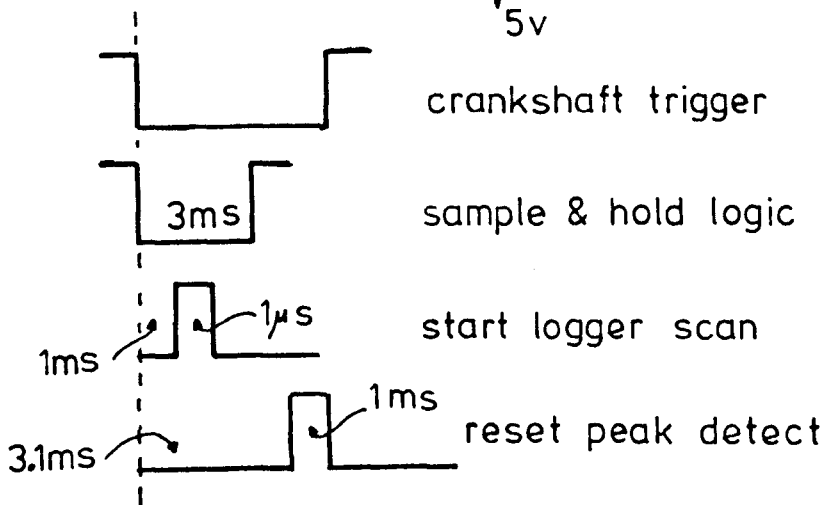 5v
crankshaft trigger
3ms
sample & hold logic
1ms
1μs
start logger scan
3.1ms
1ms
reset peak detect